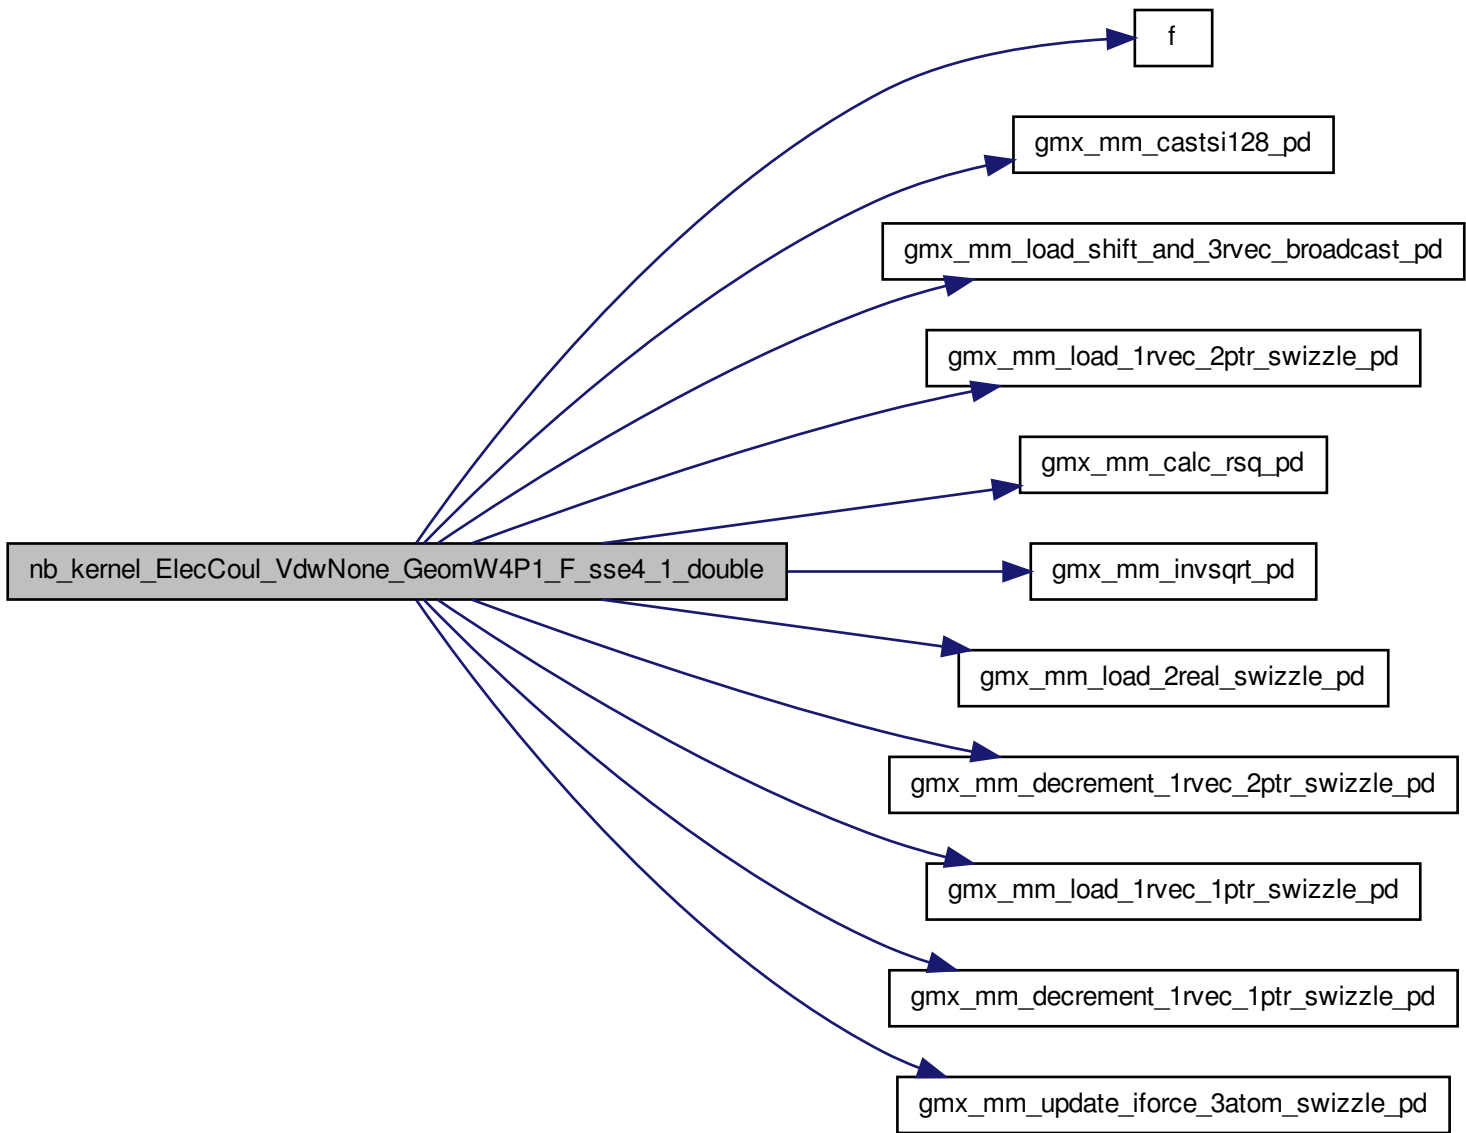 f
gmx_mm_castsi128_pd
gmx_mm_load_shift_and_3rvec_broadcast_pd
gmx_mm_load_1rvec_2ptr_swizzle_pd
gmx_mm_calc_rsq_pd
nb_kernel_ElecCoul_VdwNone_GeomW4P1_F_sse4_1_double
gmx_mm_invsqrt_pd
gmx_mm_load_2real_swizzle_pd
gmx_mm_decrement_1rvec_2ptr_swizzle_pd
gmx_mm_load_1rvec_1ptr_swizzle_pd
gmx_mm_decrement_1rvec_1ptr_swizzle_pd
gmx_mm_update_iforce_3atom_swizzle_pd